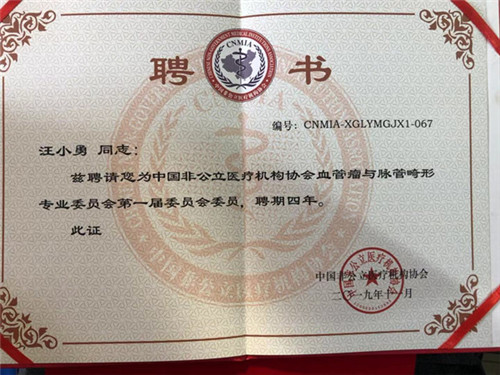 聘 书
CNMIA
编号：CNMIA-XGLYMGJX1-067
汪小勇 同志：
兹聘请您为中国非公立医疗机构协会血管瘤与脉管畸形
专业委员会第一届委员会委员，聘期四年。
此证
中国非公立医疗机构协会
二〇一九年十一月